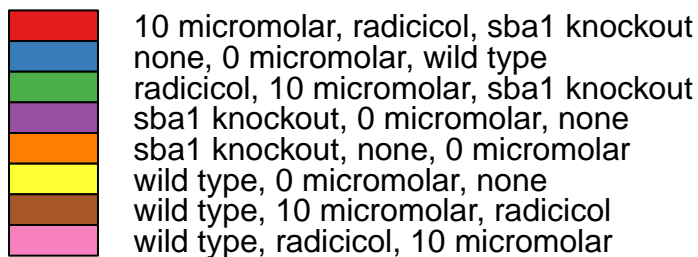 10 micromolar, radicicol, sba1 knockout
none, 0 micromolar, wild type
radicicol, 10 micromolar, sba1 knockout
sba1 knockout, 0 micromolar, none
sba1 knockout, none, 0 micromolar
wild type, 0 micromolar, none
wild type, 10 micromolar, radicicol
wild type, radicicol, 10 micromolar